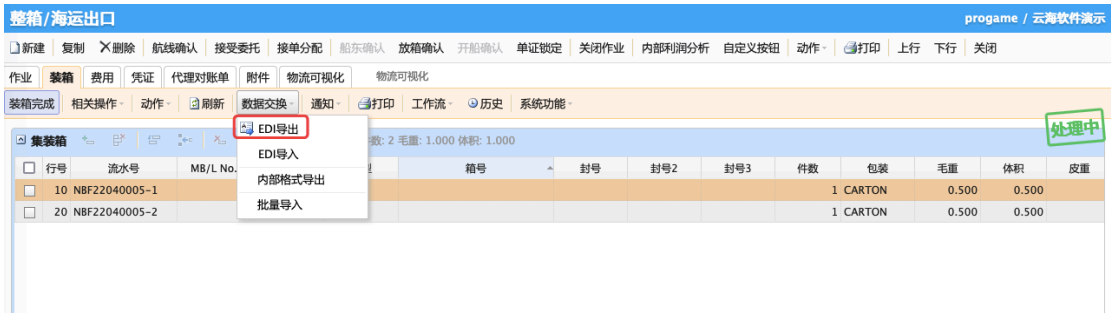 整箱/海运出口 progame / 云海软件演示
新建 复制 删除 航线确认 接受委托 接单分配 船东确认 放箱确认 开船确认 单证锁定 关闭作业 内部利润分析 自定义按钮 动作 打印 上行 下行 关闭
作业 装箱 费用 凭证 代理对账单 附件 物流可视化 物流可视化
装箱完成 相关操作 动作 刷新 数据交换 通知 打印 工作流 历史 系统功能
EDI导出
EDI导入
内部格式导出
批量导入
处理中
集装箱 数: 2 毛重: 1.000 体积: 1.000
行号 流水号 MB/L No. 箱号 封号 封号2 封号3 件数 包装 毛重 体积 皮重
10 NBF22040005-1 1 CARTON 0.500 0.500
20 NBF22040005-2 1 CARTON 0.500 0.500